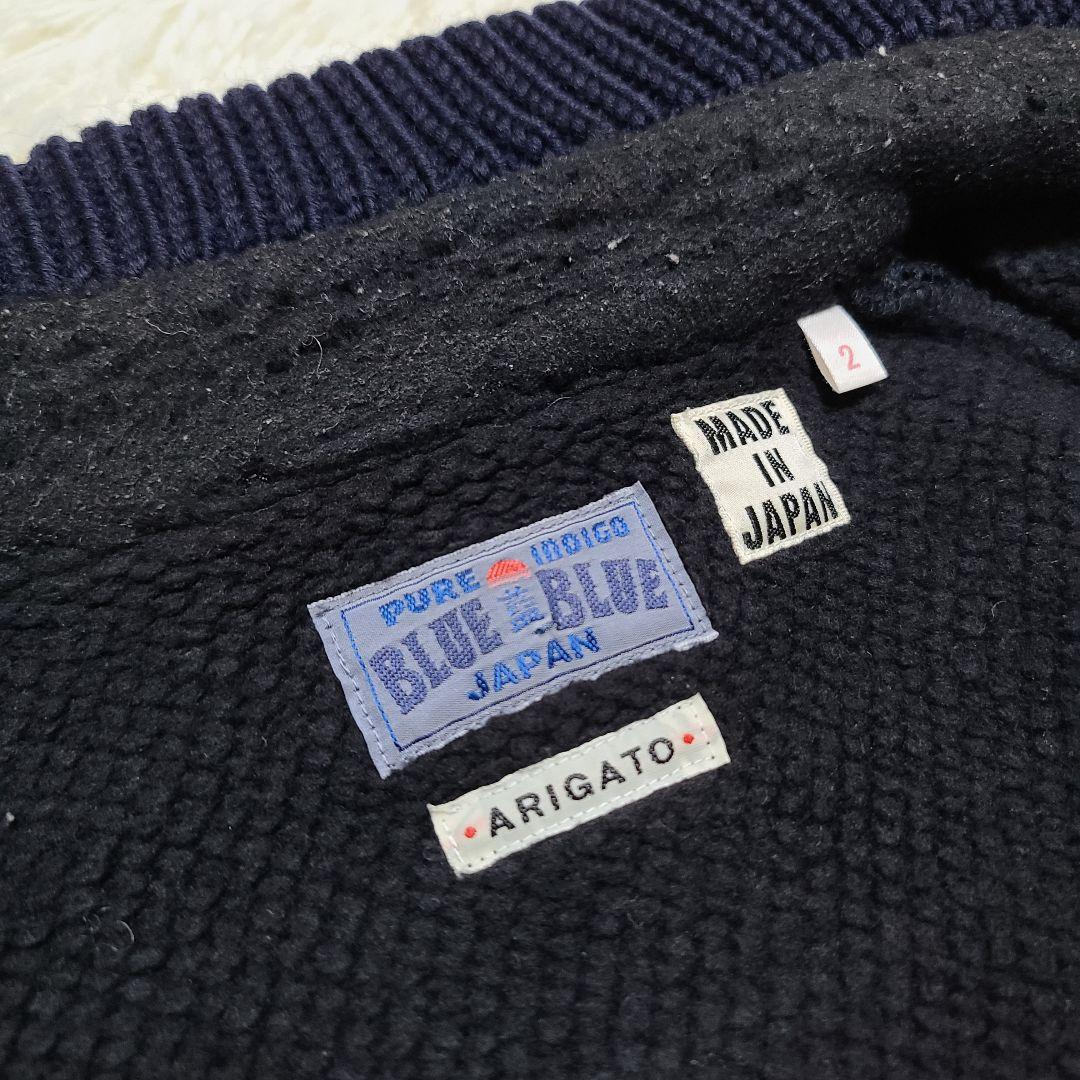 2
MADE
IN
JAPAN
PURE INDIGO
BLUE BLUE
JAPAN
• ARIGATO •